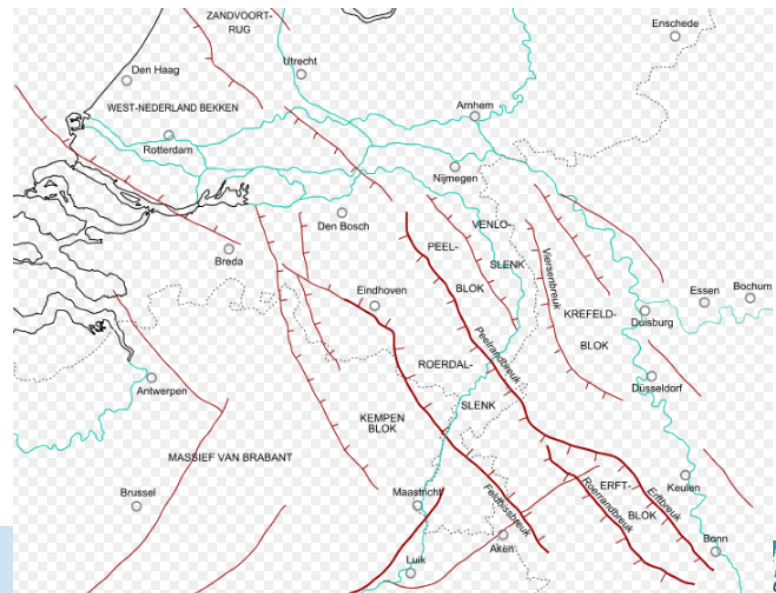 ZANDVOORT-
RUG
Enschede
Utrecht
Den Haag
WEST-NEDERLAND BEKKEN
Arnhem
Rotterdam
Nijmegen
Den Bosch
VENLO-
SLENK
PEEL-
BLOK
Breda
Viersenbreuk
Eindhoven
Essen
Bochum
KREFELD-
BLOK
Duisburg
Peelrandbreuk
ROERDAL-
SLENK
Antwerpen
Düsseldorf
KEMPEN
BLOK
MASSIEF VAN BRABANT
Brussel
Maastricht
Feldbissbreuk
Roerrandbreuk
ERFT-
BLOK
Erftbreuk
Keulen
Aken
Bonn
Luik